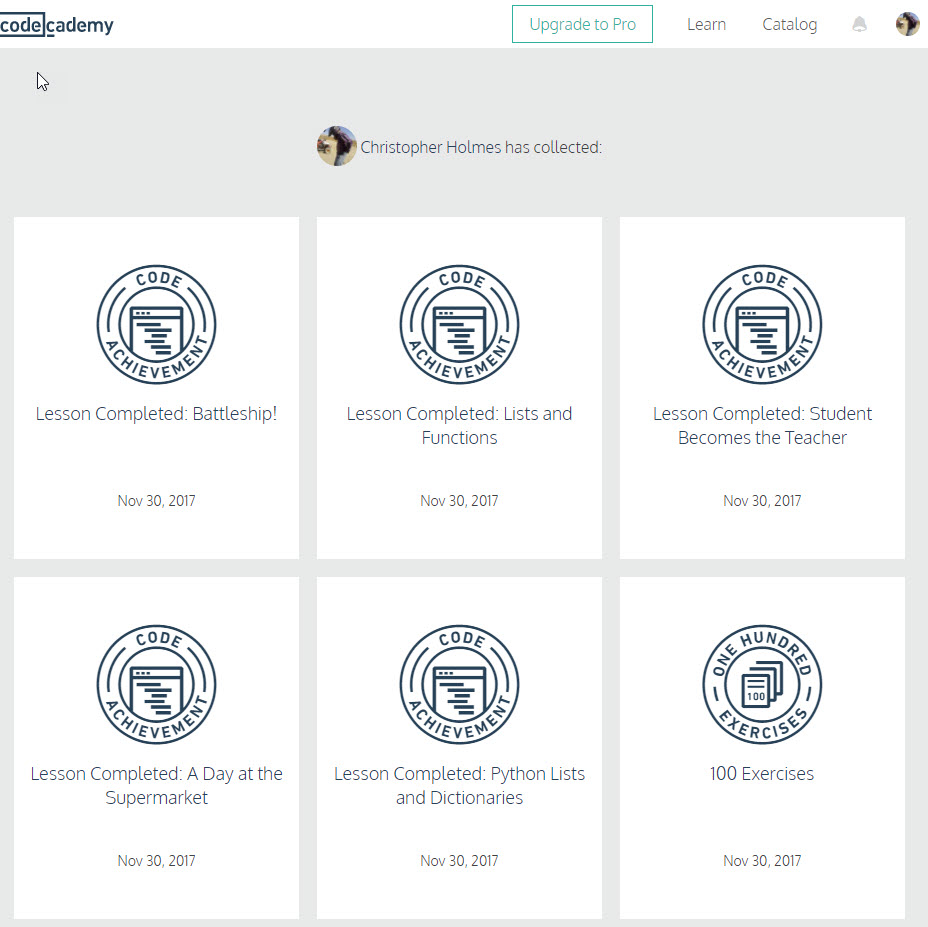 codecademy
Upgrade to Pro
Learn
Catalog
Christopher Holmes has collected:
CODE
ACHIEVEMENT
Lesson Completed: Battleship!
Nov 30, 2017
CODE
ACHIEVEMENT
Lesson Completed: Lists and
Functions
Nov 30, 2017
CODE
ACHIEVEMENT
Lesson Completed: Student
Becomes the Teacher
Nov 30, 2017
CODE
ACHIEVEMENT
Lesson Completed: A Day at the
Supermarket
Nov 30, 2017
CODE
ACHIEVEMENT
Lesson Completed: Python Lists
and Dictionaries
Nov 30, 2017
ONE HUNDRED
100
EXERCISES
100 Exercises
Nov 30, 2017